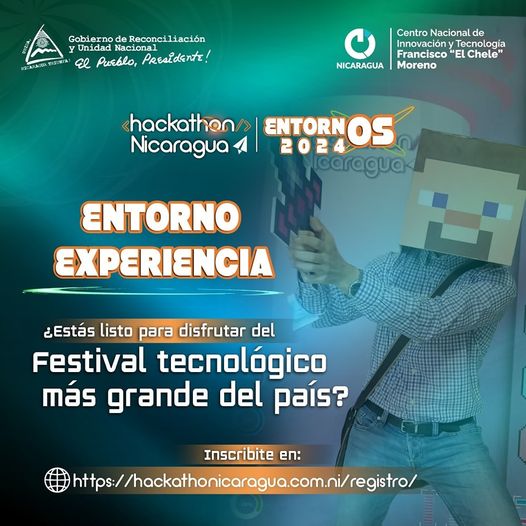 Gobierno de Reconciliación
y Unidad Nacional
El Pueblo, Presidente!
NICARAGUA
Centro Nacional de
Innovación y Tecnología
Francisco "El Chele"
Moreno
<hackathon/>
Nicaragua
ENTORNOS
2024
Nicaragua
ENTORNO
EXPERIENCIA
¿Estás listo para disfrutar del
Festival tecnológico
más grande del país?
Inscribite en:
https://hackathonicaragua.com.ni/registro/